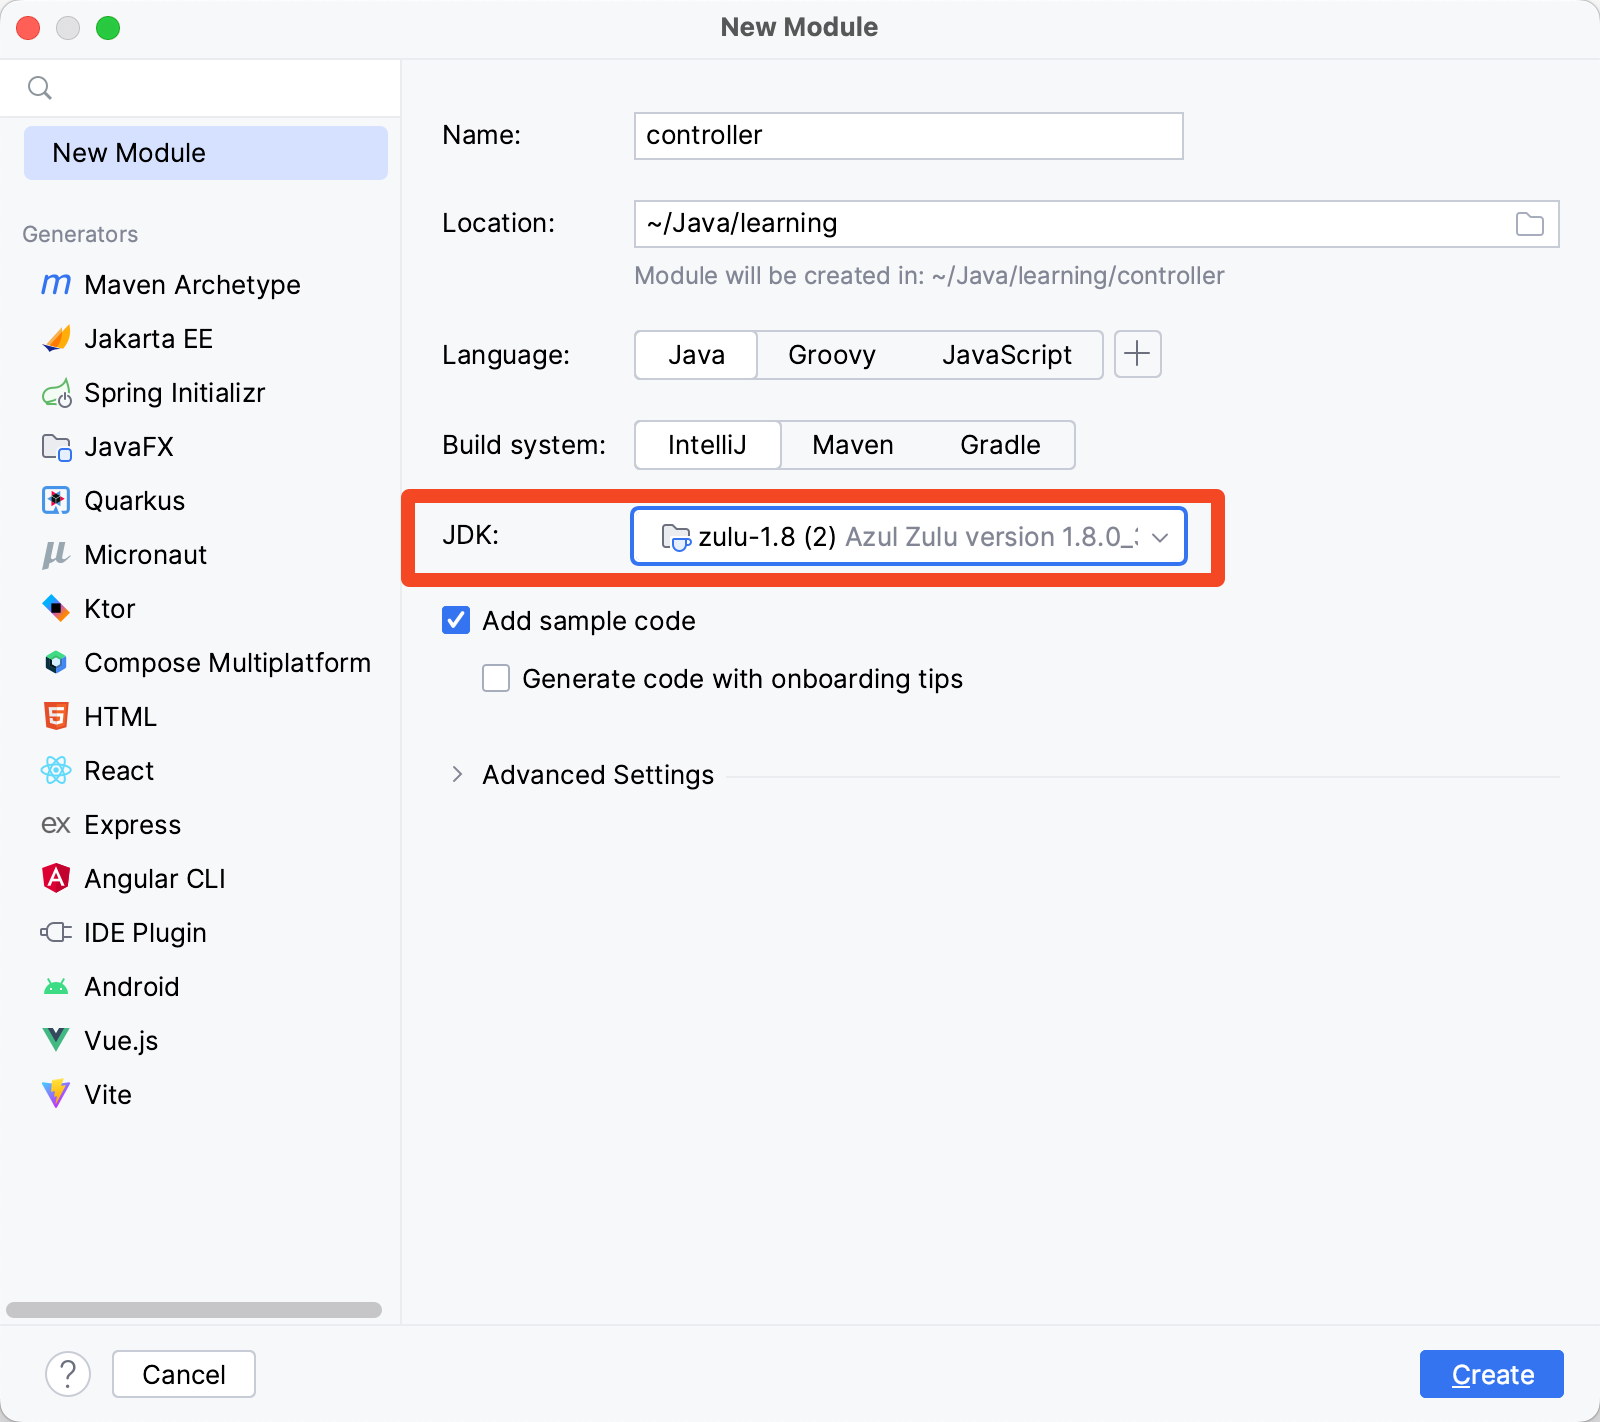 New Module
New Module
Generators
Maven Archetype
Jakarta EE
Spring Initializr
JavaFX
Quarkus
Micronaut
Ktor
Compose Multiplatform
HTML
React
ex Express
Angular CLI
IDE Plugin
Android
Vue.js
Vite
Name: controller
Location: ~/Java/learning
Module will be created in: ~/Java/learning/controller
Language: Java Groovy JavaScript
Build system: IntelliJ Maven Gradle
JDK: zulu-1.8 (2) Azul Zulu version 1.8.0_
Add sample code
Generate code with onboarding tips
Advanced Settings
? Cancel Create